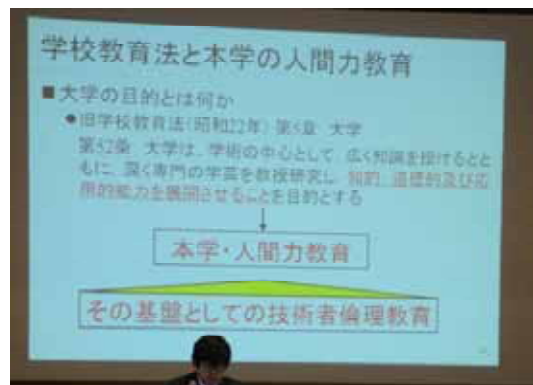 学校教育法と本学の人間力教育
■大学の目的とは何か
●旧学校教育法(昭和22年) 第5章 大学
第52条 大学は、学術の中心として、広く知識を授けるとと
もに、深く専門の学芸を教授研究し、知的、道徳的及び応
用的能力を展開させることを目的とする
本学・人間力教育
その基盤としての技術者倫理教育